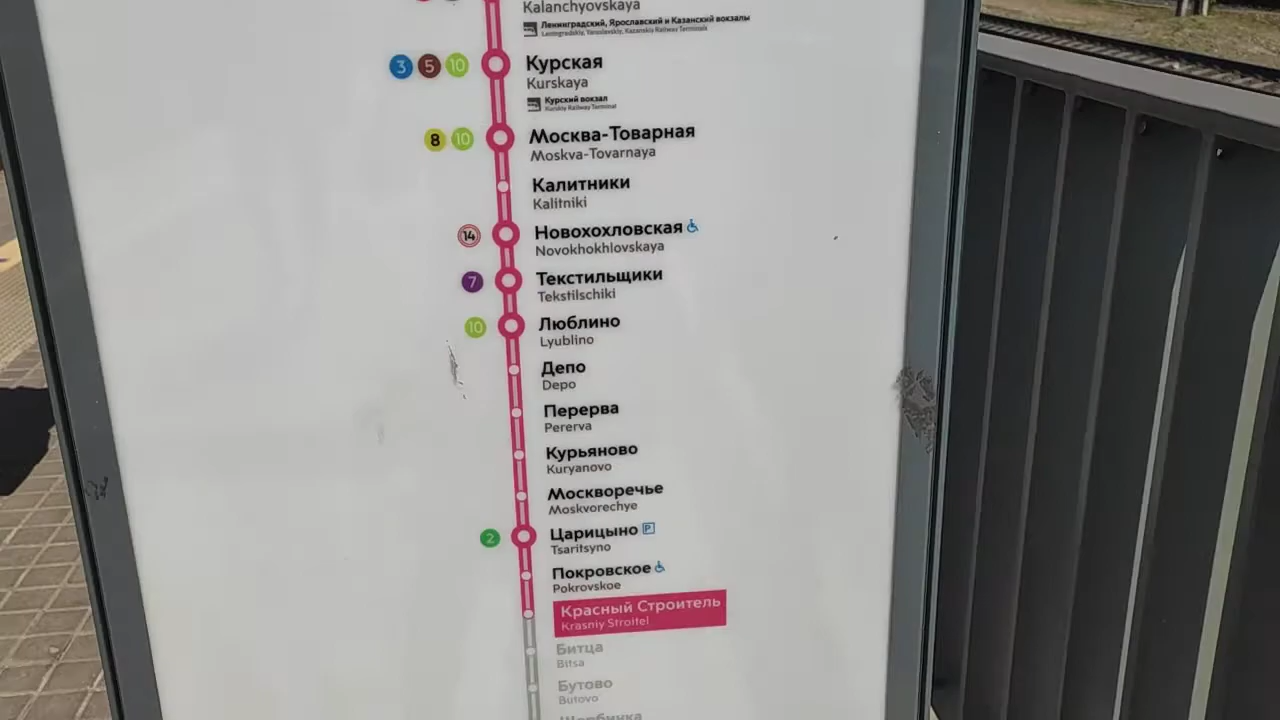 Kalanchyovskaya
Ленинградский, Ярославский и Казанский вокзалы
Leningradskiy, Yaroslavskiy, Kazanskiy Railway Terminals
3 5 10 Курская
Kurskaya
Курский вокзал
Kurskiy Railway Terminal
8 10 Москва-Товарная
Moskva-Tovarnaya
Калитники
Kalitniki
14 Новохохловская
Novokhokhlovskaya
7 Текстильщики
Tekstilschiki
10 Люблино
Lyublino
Депо
Depo
Перерва
Pererva
Курьяново
Kuryanovo
Москворечье
Moskvorechye
2 Царицыно P
Tsaritsyno
Покровское
Pokrovskoe
Красный Строитель
Krasniy Stroitel
Битца
Bitsa
Бутово
Butovo
Щербинка